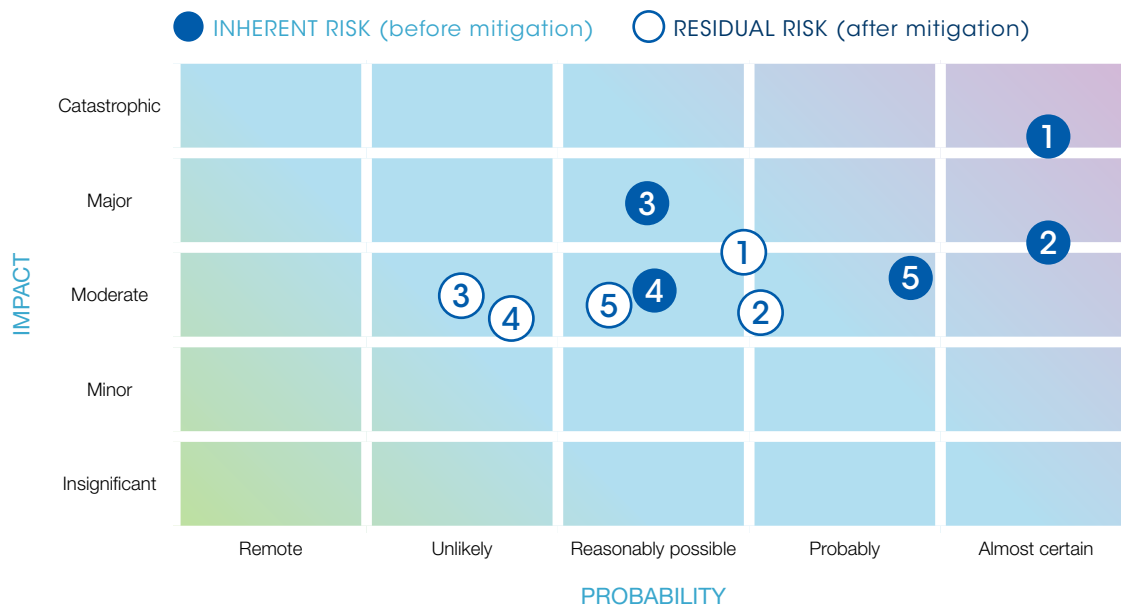 INHERENT RISK (before mitigation) RESIDUAL RISK (after mitigation)
Catastrophic
1
Major
3
2
1
IMPACT
Moderate
5
3
4
5
2
4
Minor
Insignificant
Remote Unlikely Reasonably possible Probably Almost certain
PROBABILITY